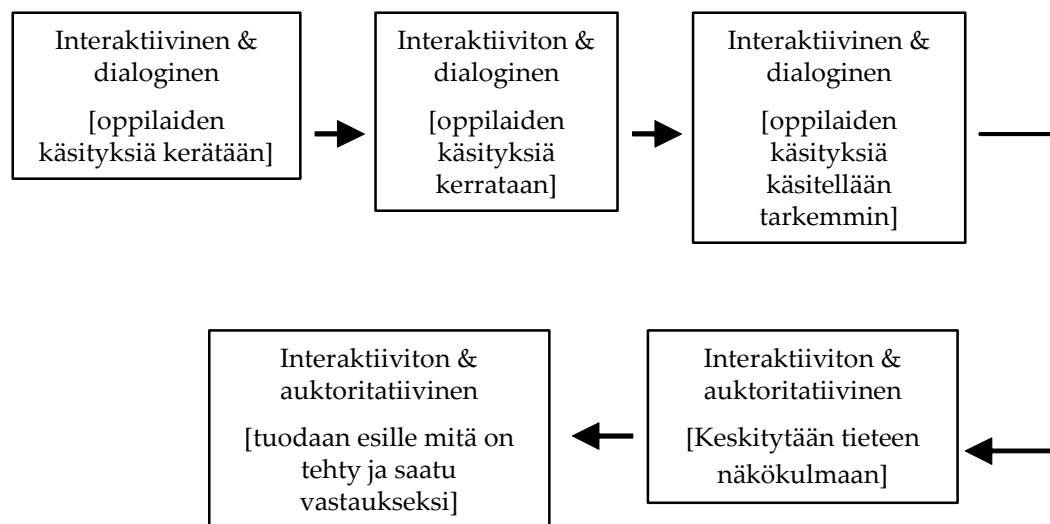 Interaktiivinen &
dialoginen
[oppilaiden
käsityksiä kerätään]
Interaktiiviton &
dialoginen
[oppilaiden
käsityksiä
kerrataan]
Interaktiivinen &
dialoginen
[oppilaiden
käsityksiä
käsitellään
tarkemmin]
Interaktiiviton &
auktoritatiivinen
[Keskitytään tieteen
näkökulmaan]
Interaktiiviton &
auktoritatiivinen
[tuodaan esille mitä on
tehty ja saatu
vastaukseksi]